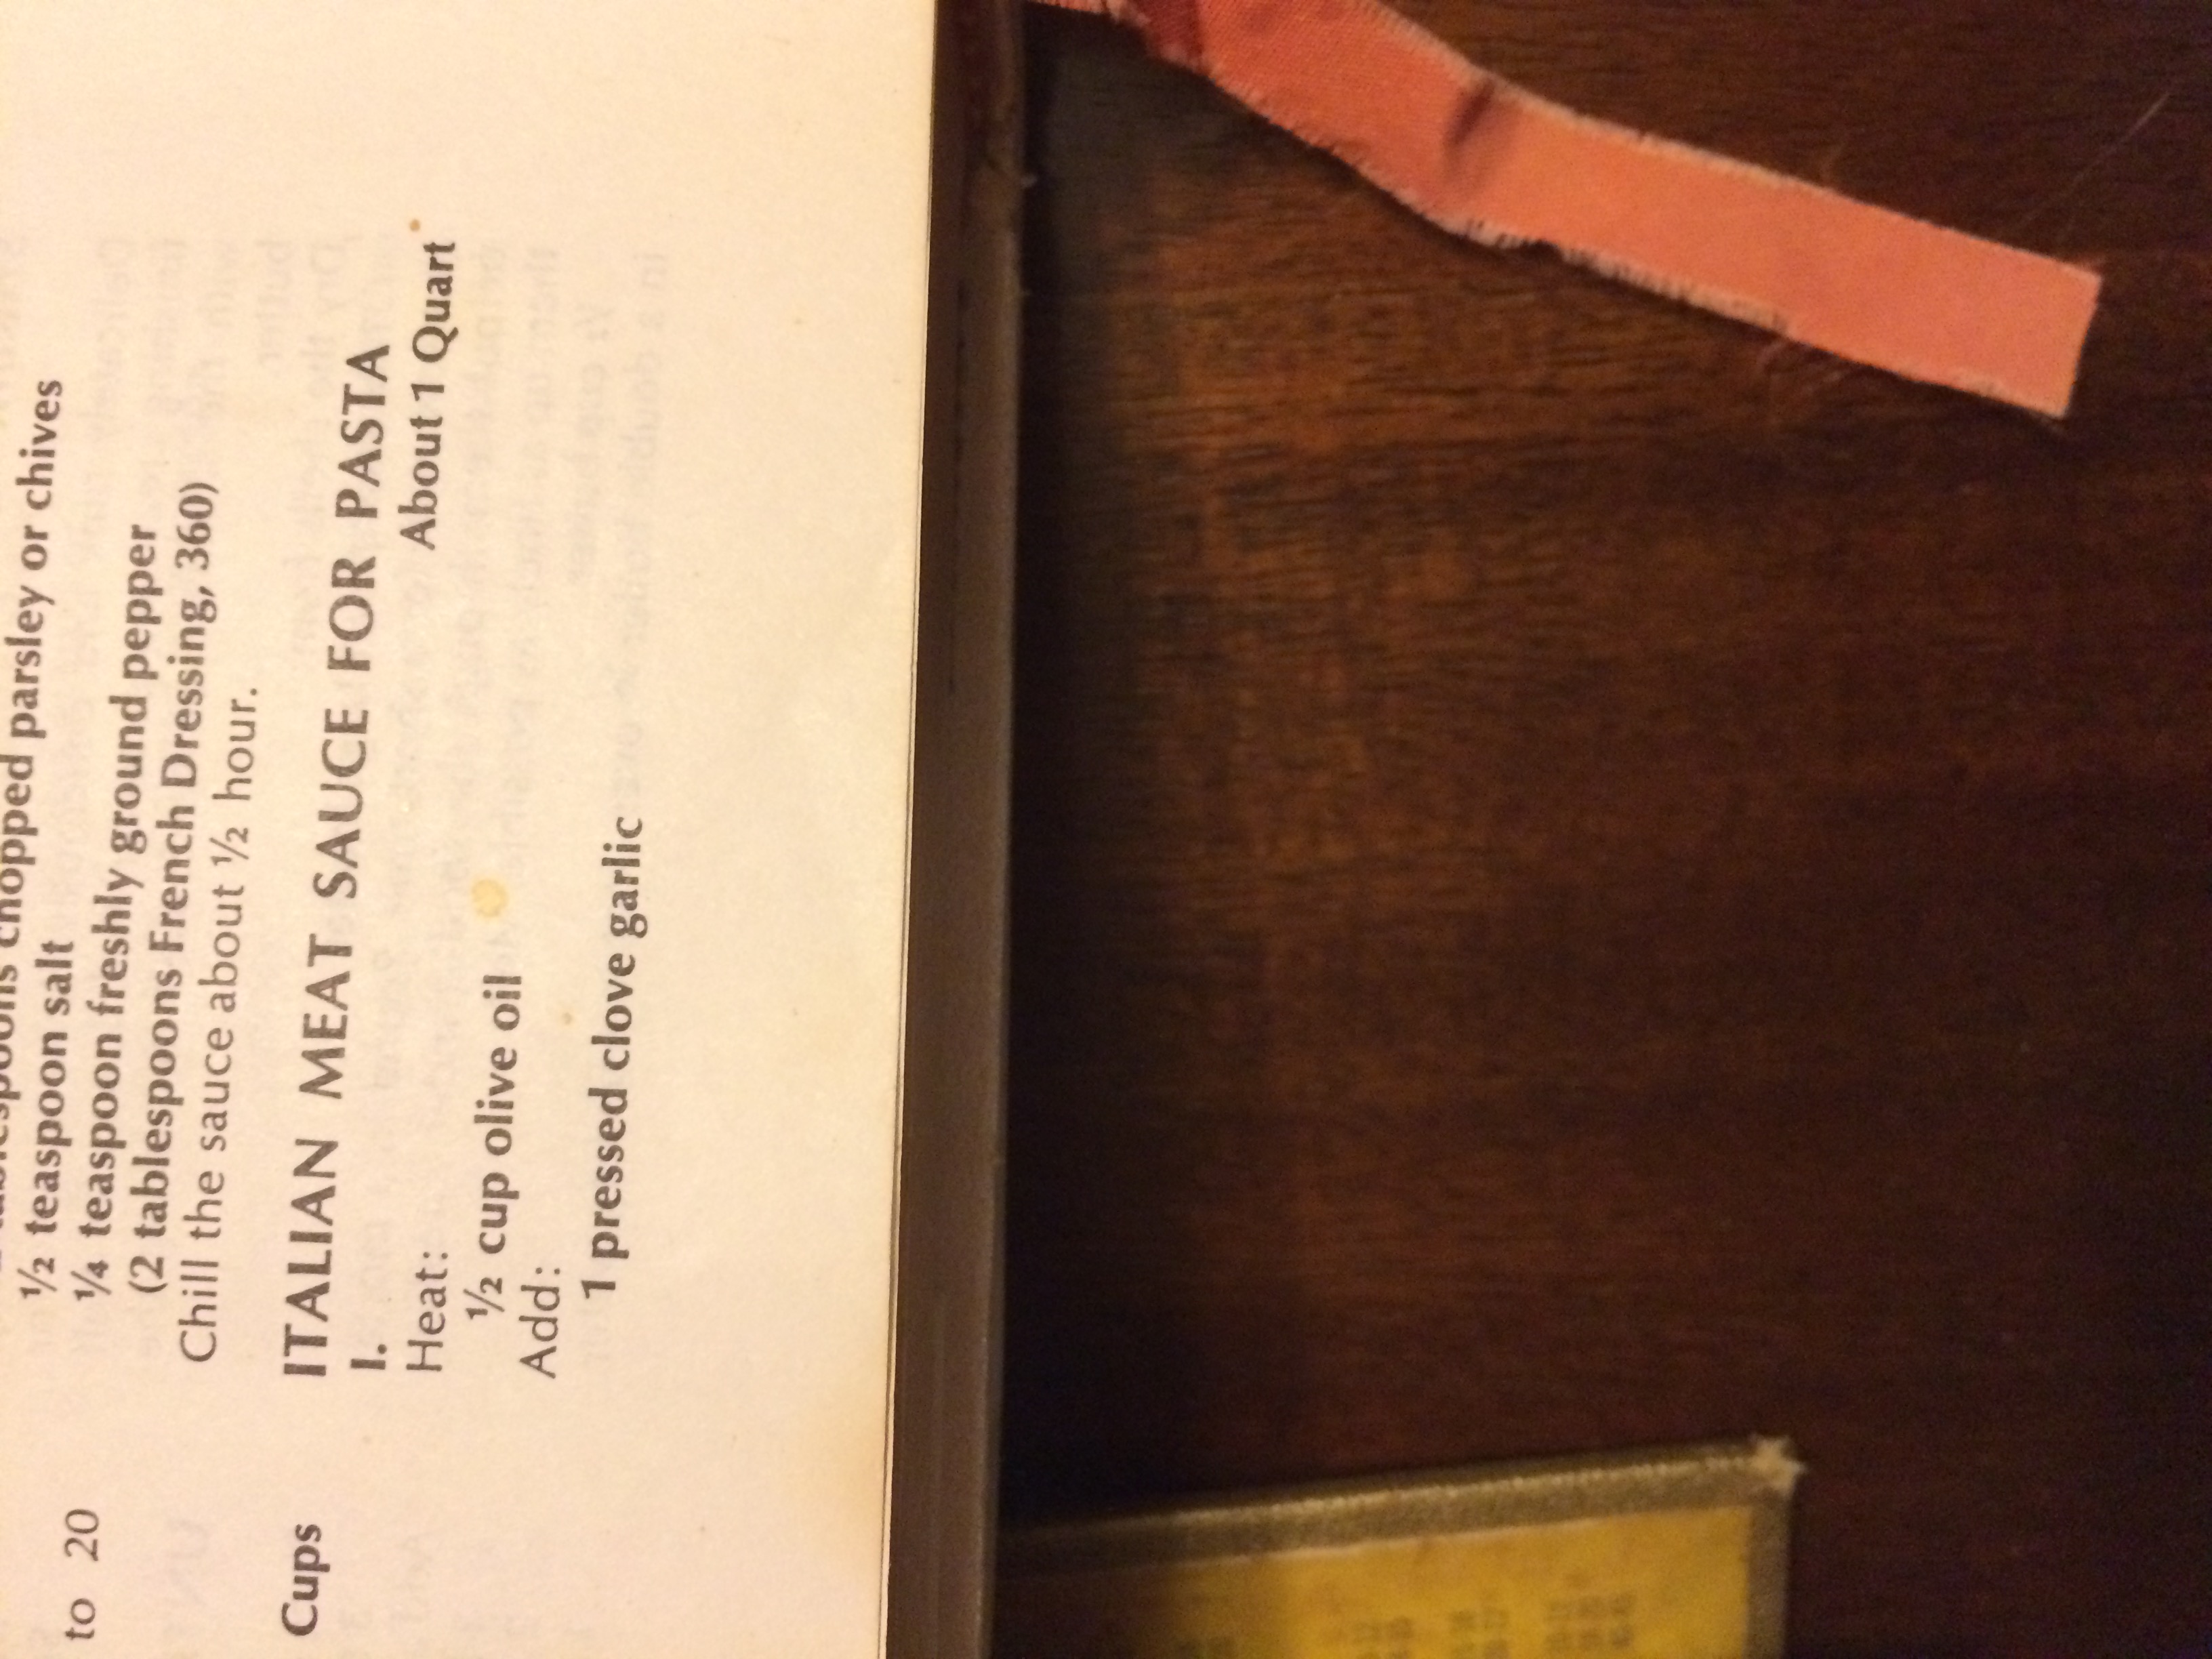 to 20
Cups
tablespoons chopped parsley or chives
½ teaspoon salt
¼ teaspoon freshly ground pepper
(2 tablespoons French Dressing, 360)
Chill the sauce about ½ hour.
ITALIAN MEAT SAUCE FOR PASTA
I.
About 1 Quart
Heat:
½ cup olive oil
Add:
1 pressed clove garlic